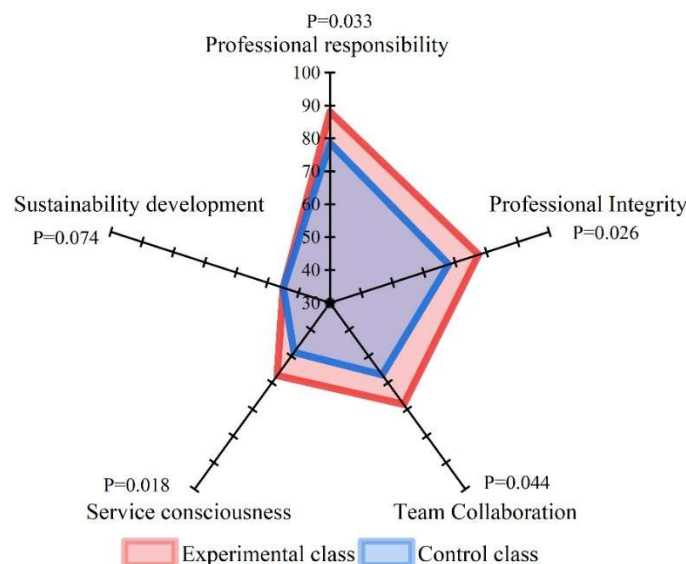 P=0.033
Professional responsibility
100
90
80
70
60
50
40
30
Sustainability development
P=0.074
Professional Integrity
P=0.026
P=0.018
Service consciousness
P=0.044
Team Collaboration
Experimental class
Control class